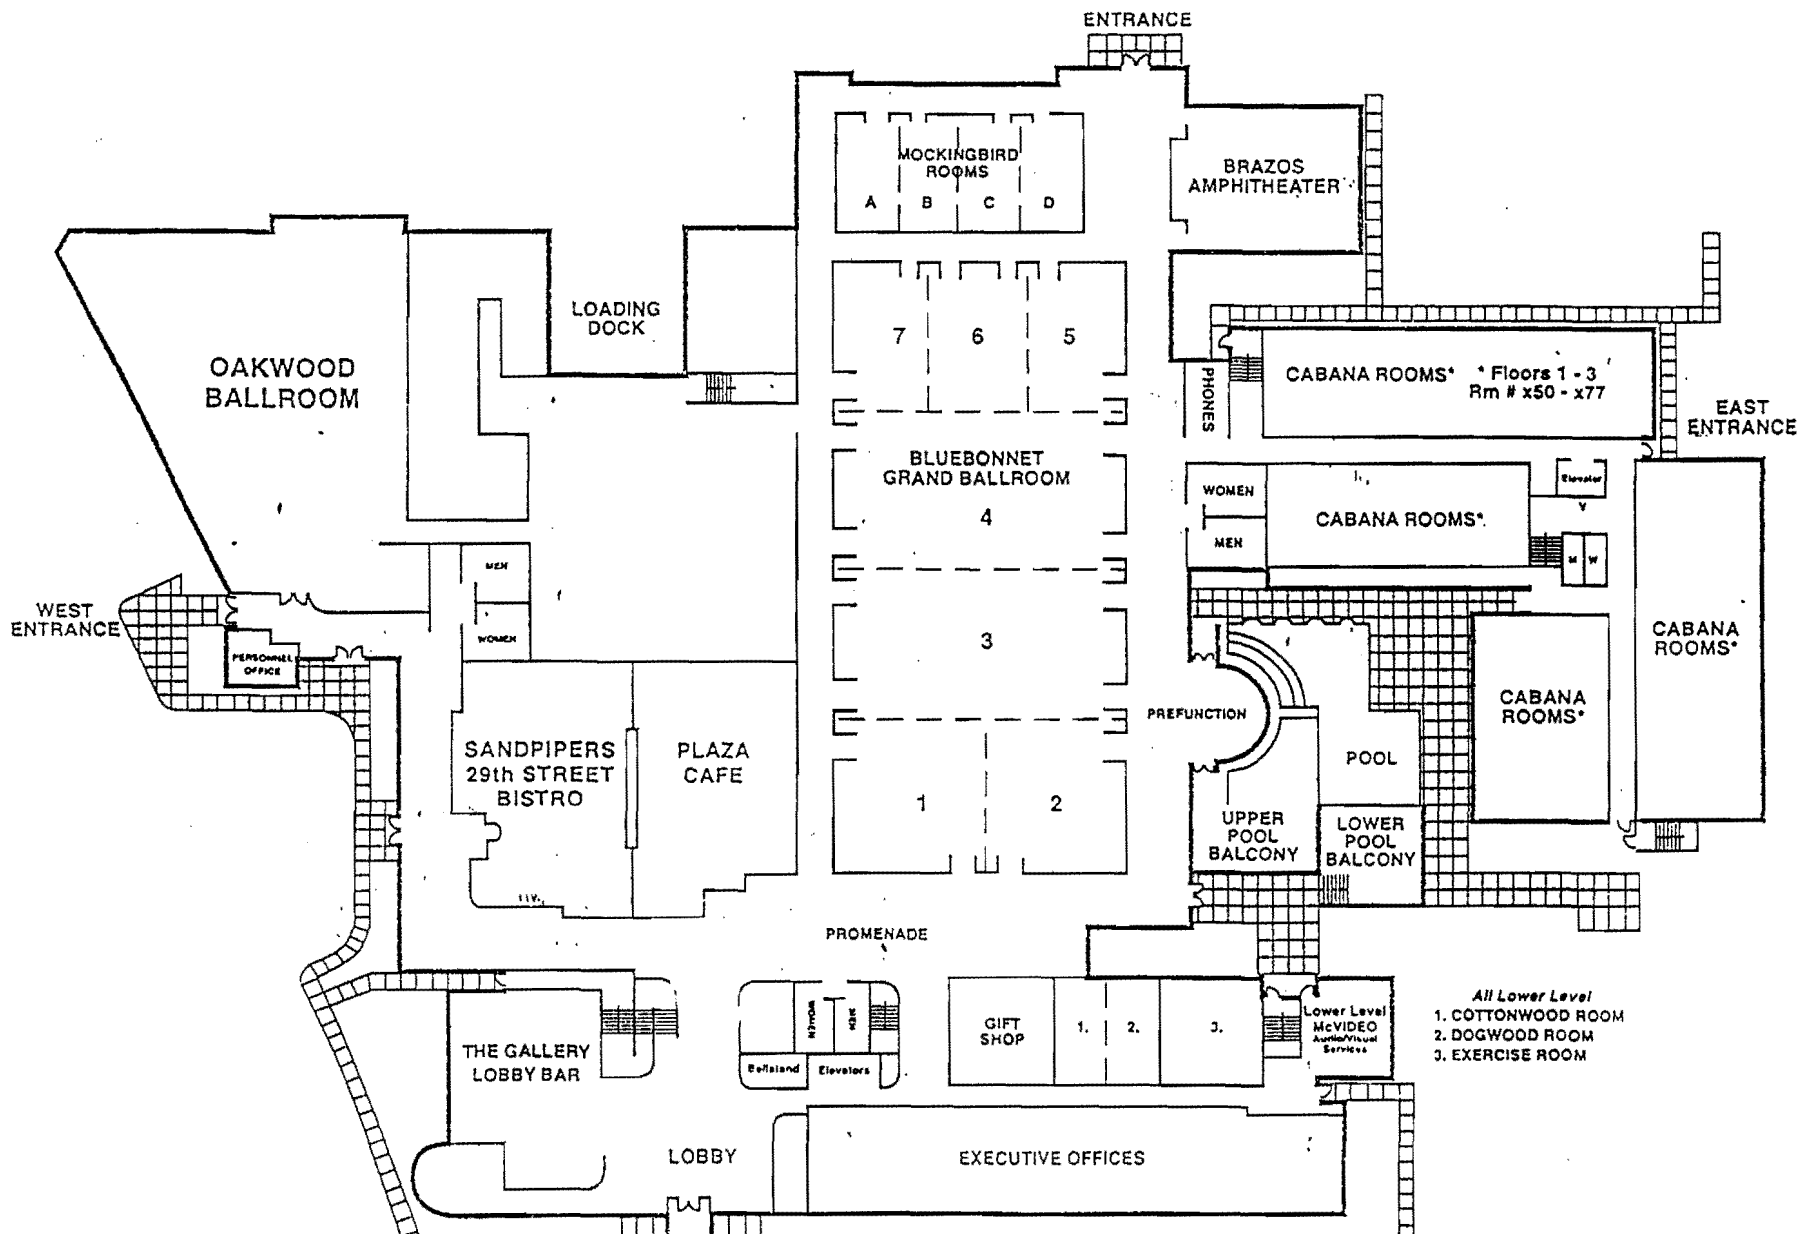 ENTRANCE
MOCKINGBIRD
ROOMS
A B C D
BRAZOS
AMPHITHEATER
LOADING
DOCK
OAKWOOD
BALLROOM
7 6 5
PHONES
CABANA ROOMS*
* Floors 1 - 3
Rm # x50 - x77
EAST
ENTRANCE
BLUEBONNET
GRAND BALLROOM
4
WOMEN
MEN
CABANA ROOMS*
Elevator
M W
MEN
WOMEN
WEST
ENTRANCE
PERSONNEL
OFFICE
3
CABANA
ROOMS*
CABANA
ROOMS*
PREFUNCTION
SANDPIPERS
29th STREET
BISTRO
PLAZA
CAFE
POOL
1 2
UPPER
POOL
BALCONY
LOWER
POOL
BALCONY
PROMENADE
WOMEN
MEN
Bellstand
Elevators
GIFT
SHOP
1. 2. 3.
Lower Level
McVIDEO
Audio/Visual
Services
All Lower Level
1. COTTONWOOD ROOM
2. DOGWOOD ROOM
3. EXERCISE ROOM
THE GALLERY
LOBBY BAR
LOBBY
EXECUTIVE OFFICES